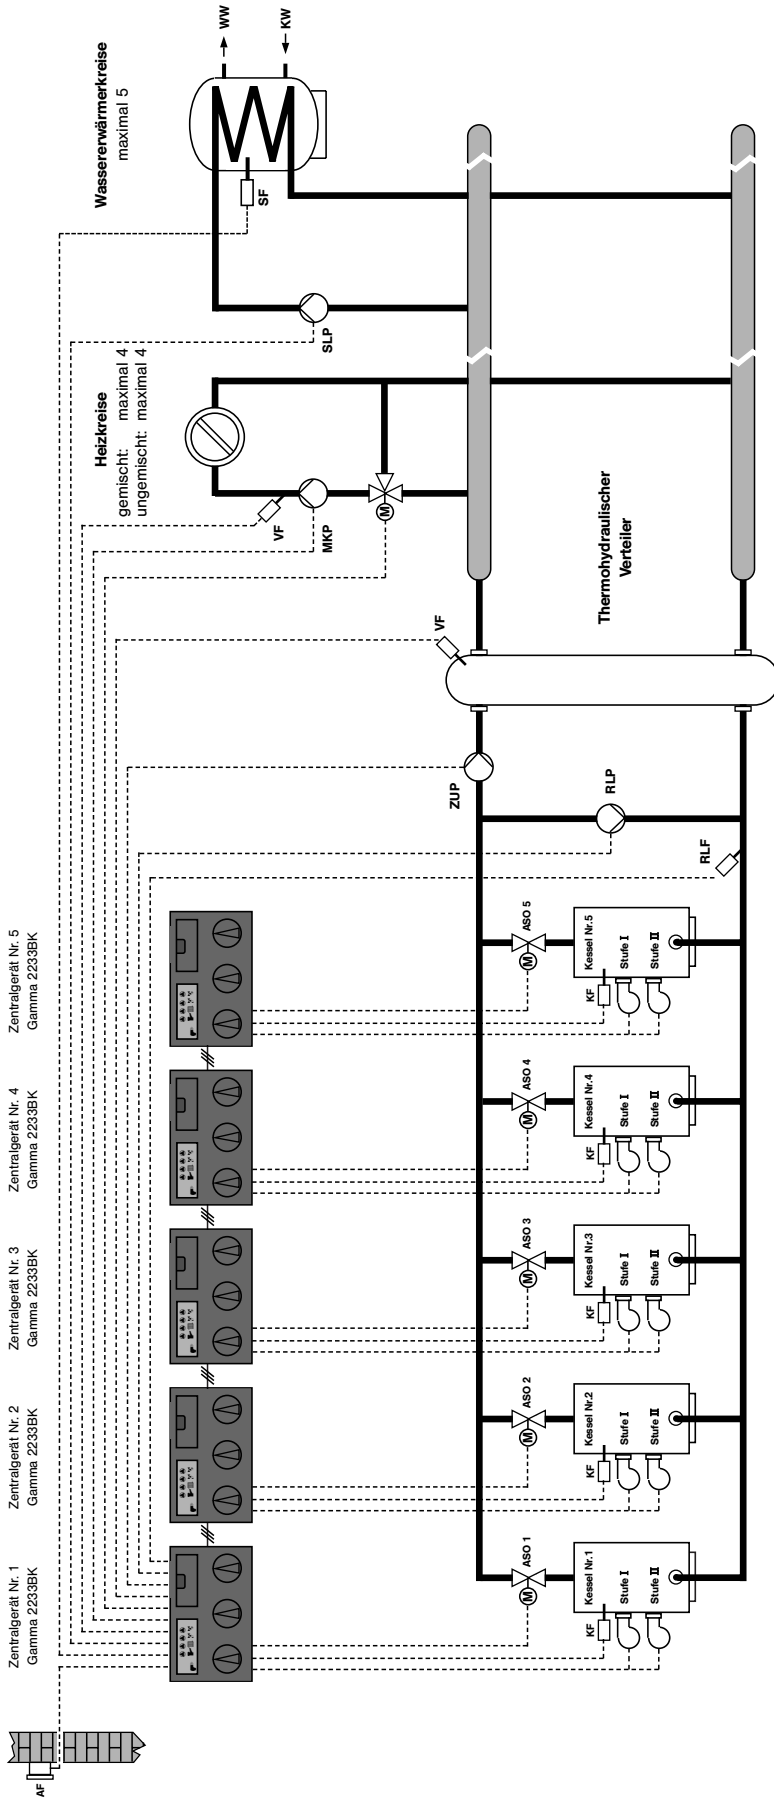 AF
Zentralgerät Nr. 1
Gamma 2233BK
Zentralgerät Nr. 2
Gamma 2233BK
Zentralgerät Nr. 3
Gamma 2233BK
Zentralgerät Nr. 4
Gamma 2233BK
Zentralgerät Nr. 5
Gamma 2233BK
Heizkreise
gemischt: maximal 4
ungemischt: maximal 4
Wassererwärmerkreise
maximal 5
WW
KW
SF
SLP
VF
MKP
M
VF
ZUP
RLP
RLF
Thermohydraulischer
Verteiler
ASO 1
M
KF
Kessel Nr.1
Stufe I
Stufe II
ASO 2
M
KF
Kessel Nr.2
Stufe I
Stufe II
ASO 3
M
KF
Kessel Nr.3
Stufe I
Stufe II
ASO 4
M
KF
Kessel Nr.4
Stufe I
Stufe II
ASO 5
M
KF
Kessel Nr.5
Stufe I
Stufe II